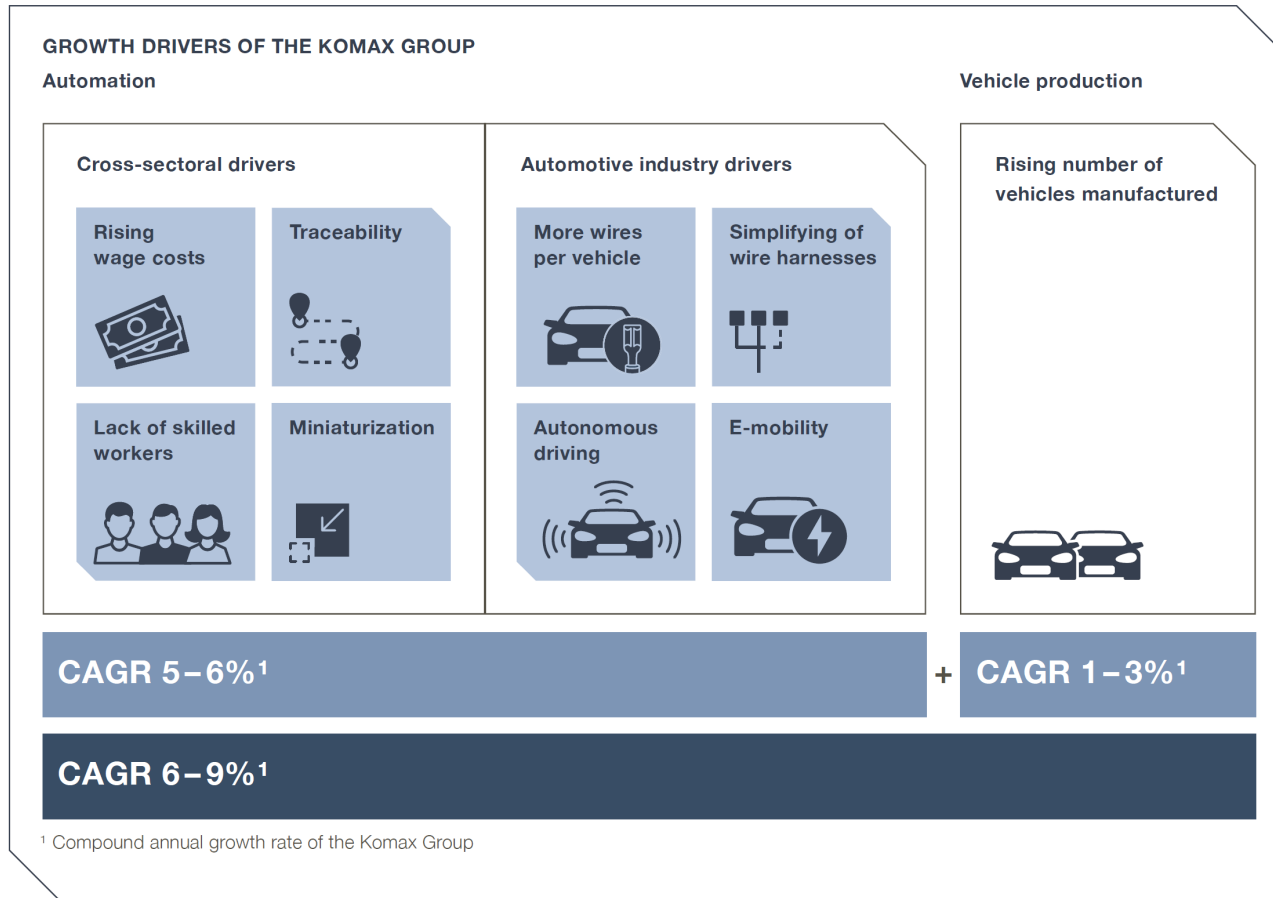 GROWTH DRIVERS OF THE KOMAX GROUP
Automation
Vehicle production
Cross-sectoral drivers
Automotive industry drivers
Rising number of
vehicles manufactured
Rising
wage costs
Traceability
More wires
per vehicle
Simplifying of
wire harnesses
Lack of skilled
workers
Miniaturization
Autonomous
driving
E-mobility
CAGR 5–6%¹
+
CAGR 1–3%¹
CAGR 6–9%¹
¹ Compound annual growth rate of the Komax Group